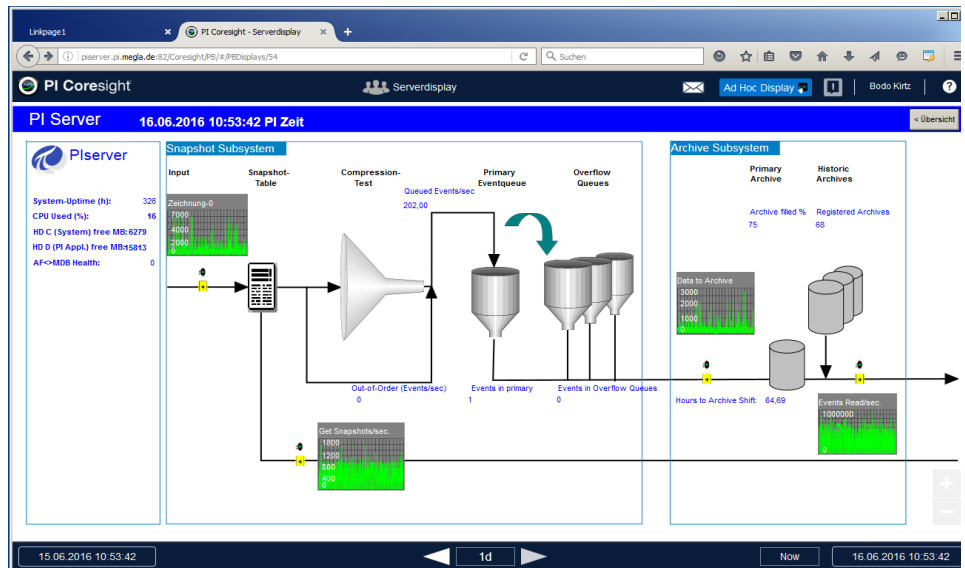 Linkpage1
PI Coresight - Serverdisplay
piserver.pi.megla.de:82/Coresight/PB/#/PBDisplays/54
Suchen
PI Coresight
Serverdisplay
Ad Hoc Display
Bodo Kirtz
?
PI Server
16.06.2016 10:53:42 PI Zeit
< Übersicht
PIserver
System-Uptime (h): 326
CPU Used (%): 16
HD C (System) free MB:6279
HD D (PI Appl.) free MB:15813
AF<>MDB Health: 0
Snapshot Subsystem
Input
Snapshot-
Table
Compression-
Test
Primary
Eventqueue
Overflow
Queues
Queued Events/sec
202,00
Zeichnung-0
7000
4000
2000
0
Out-of-Order (Events/sec)
0
Events in primary
1
Events in Overflow Queues
0
Get Snapshots/sec.
1800
1200
800
400
0
Archive Subsystem
Primary
Archive
Historic
Archives
Archive filled %
75
Registered Archives
68
Data to Archive
3000
2000
1000
0
Hours to Archive Shift: 64,69
Events Read/sec.
1000000
0
15.06.2016 10:53:42
1d
Now
16.06.2016 10:53:42